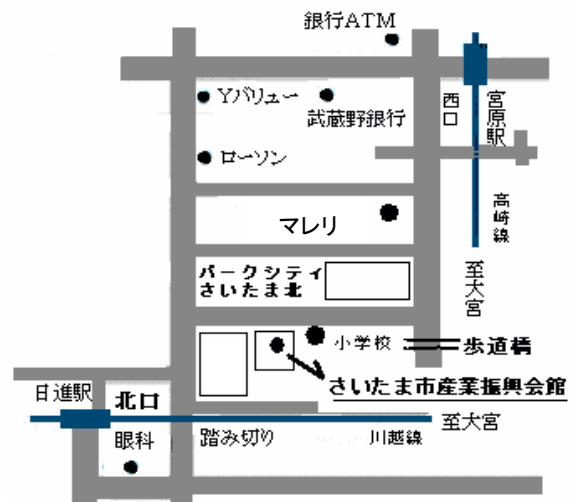 銀行ATM
Yバリュー
武蔵野銀行
西口
宮原駅
ローソン
高崎線
マレリ
至大宮
パークシティ
さいたま北
小学校
歩道橋
さいたま市産業振興会館
日進駅
北口
至大宮
眼科
踏み切り
川越線